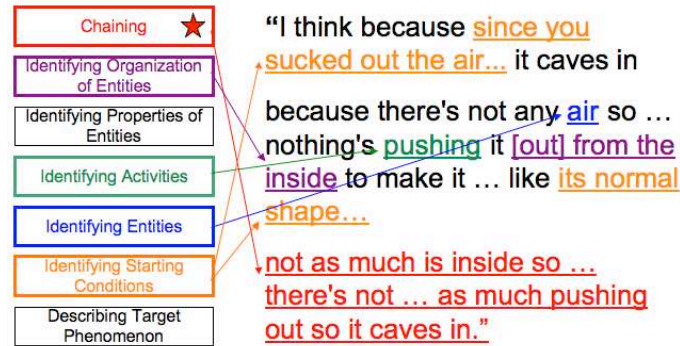 Chaining
Identifying Organization
of Entities
Identifying Properties of
Entities
Identifying Activities
Identifying Entities
Identifying Starting
Conditions
Describing Target
Phenomenon
“I think because since you
sucked out the air... it caves in
because there's not any air so …
nothing's pushing it [out] from the
inside to make it … like its normal
shape…
not as much is inside so …
there's not … as much pushing
out so it caves in.”